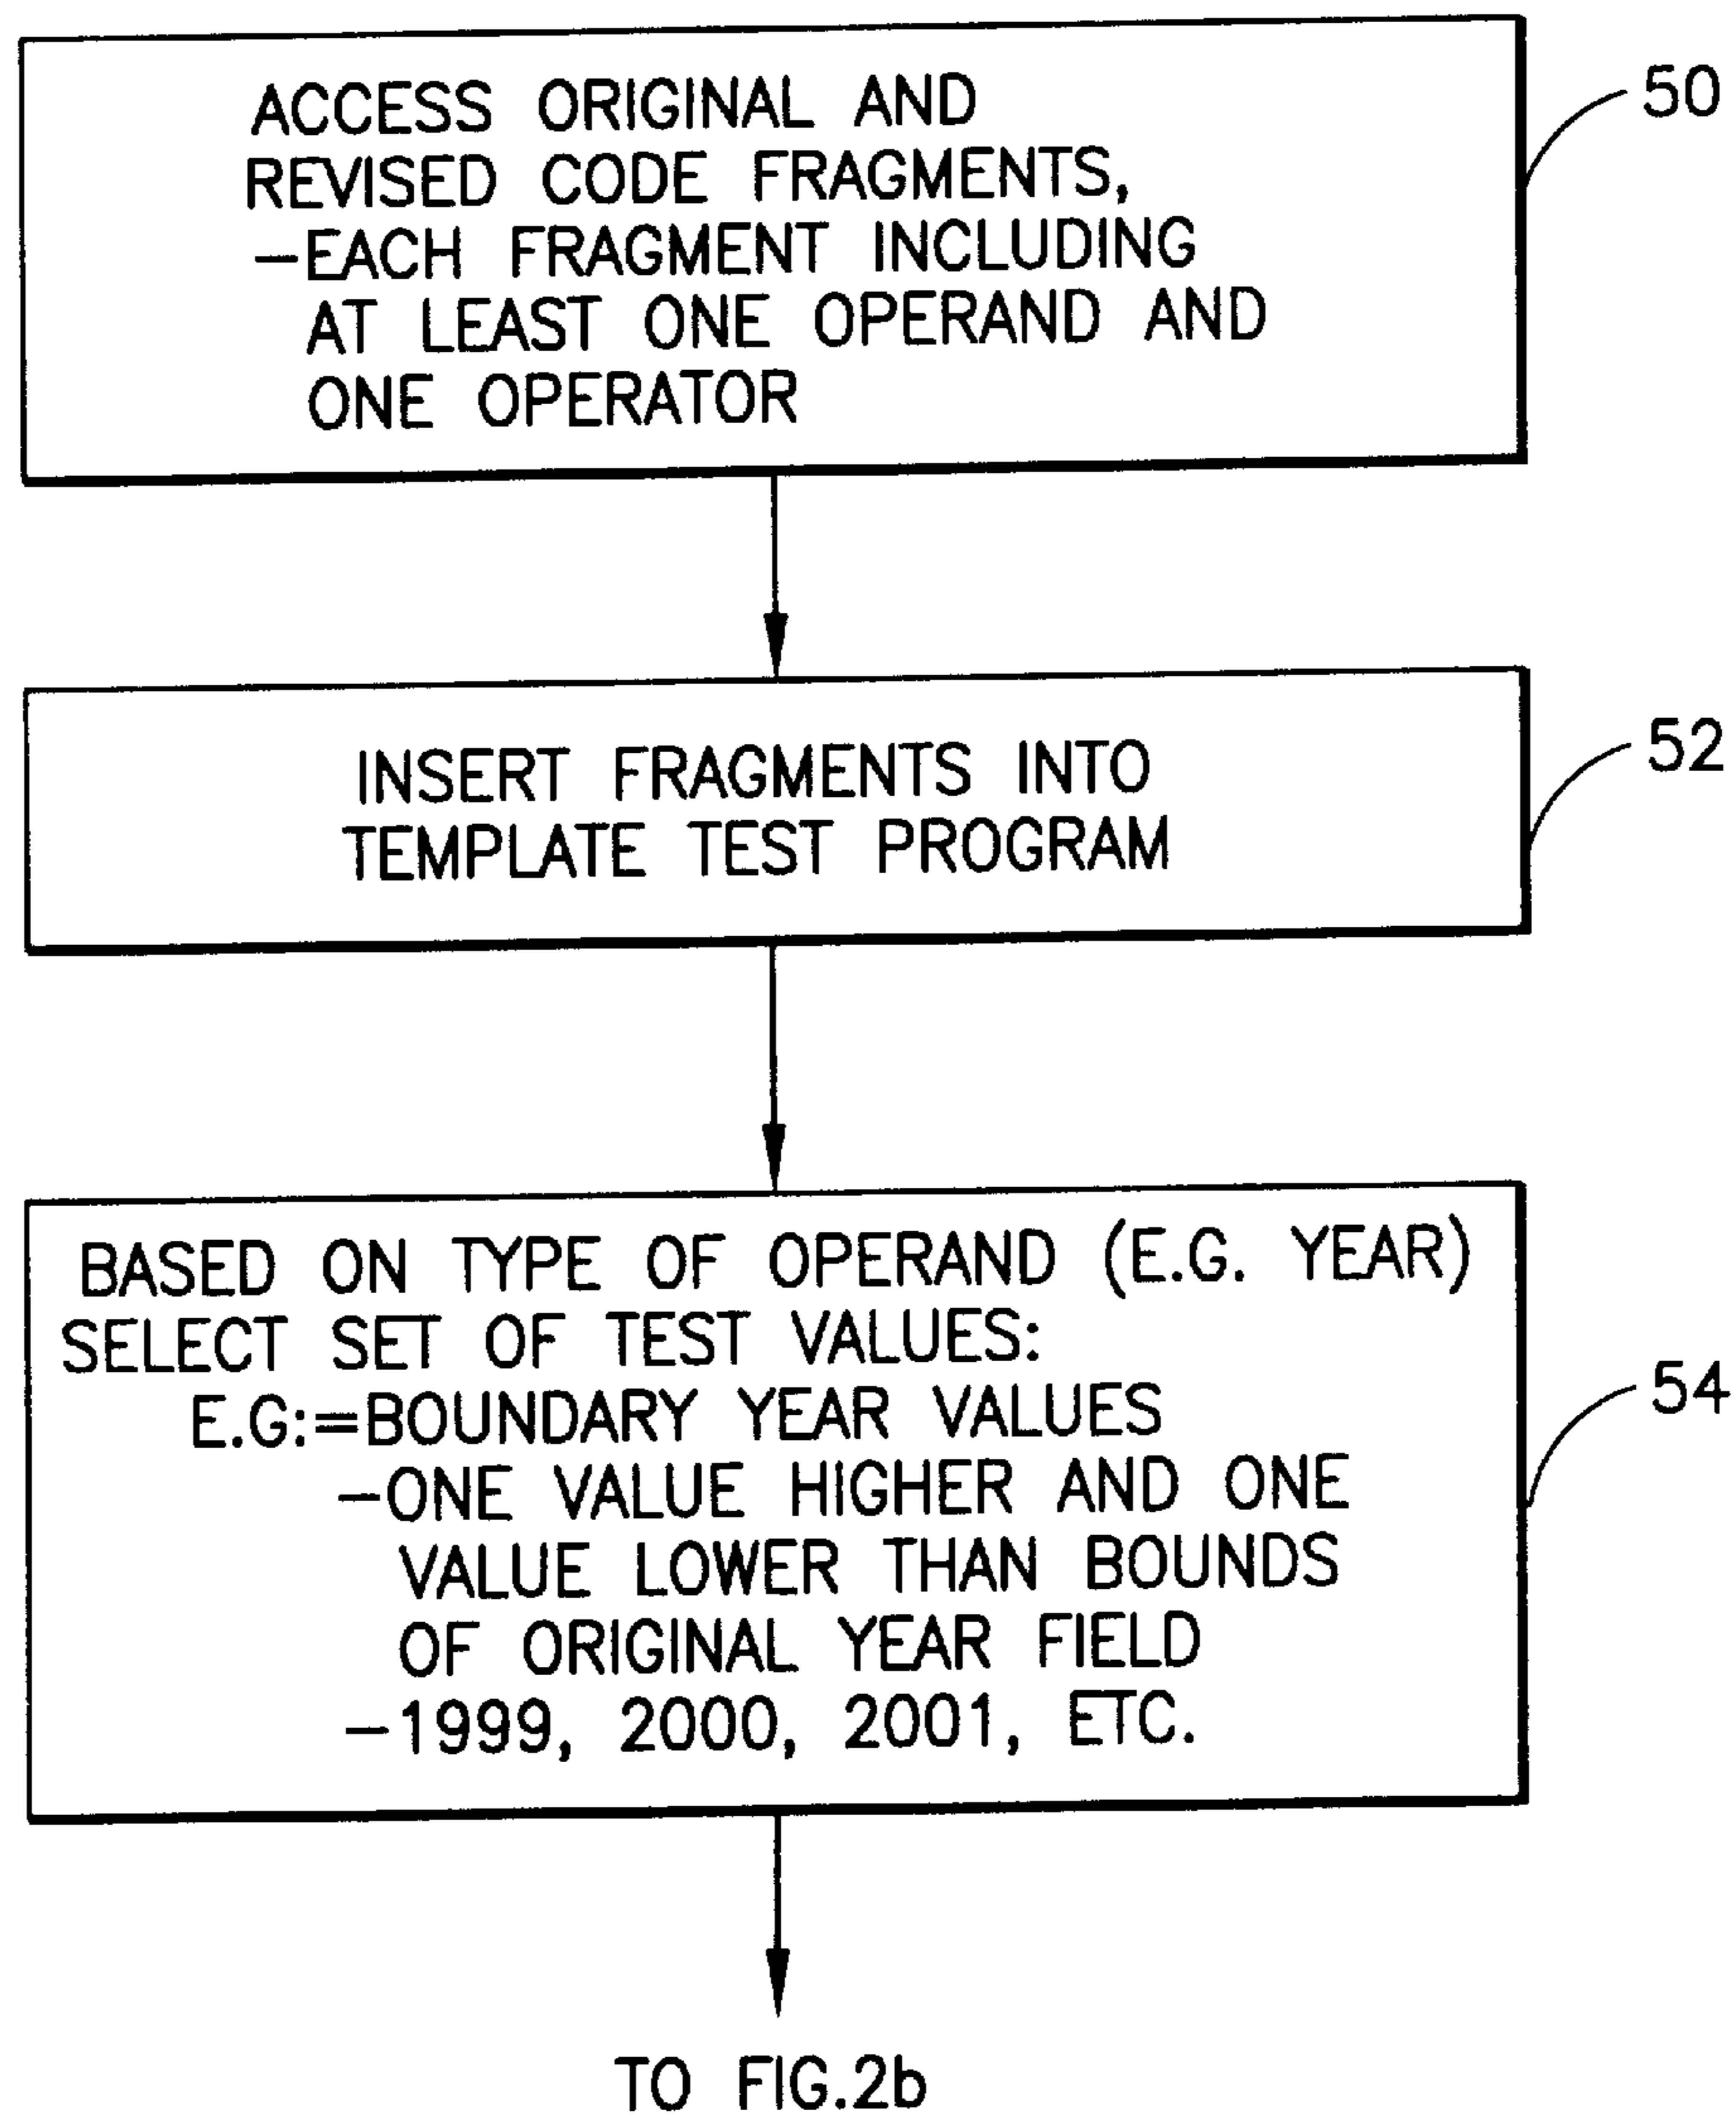 ACCESS ORIGINAL AND
REVISED CODE FRAGMENTS,
-EACH FRAGMENT INCLUDING
AT LEAST ONE OPERAND AND
ONE OPERATOR
50
INSERT FRAGMENTS INTO
TEMPLATE TEST PROGRAM
52
BASED ON TYPE OF OPERAND (E.G. YEAR)
SELECT SET OF TEST VALUES:
E.G:=BOUNDARY YEAR VALUES
-ONE VALUE HIGHER AND ONE
VALUE LOWER THAN BOUNDS
OF ORIGINAL YEAR FIELD
-1999, 2000, 2001, ETC.
54
TO FIG.2b